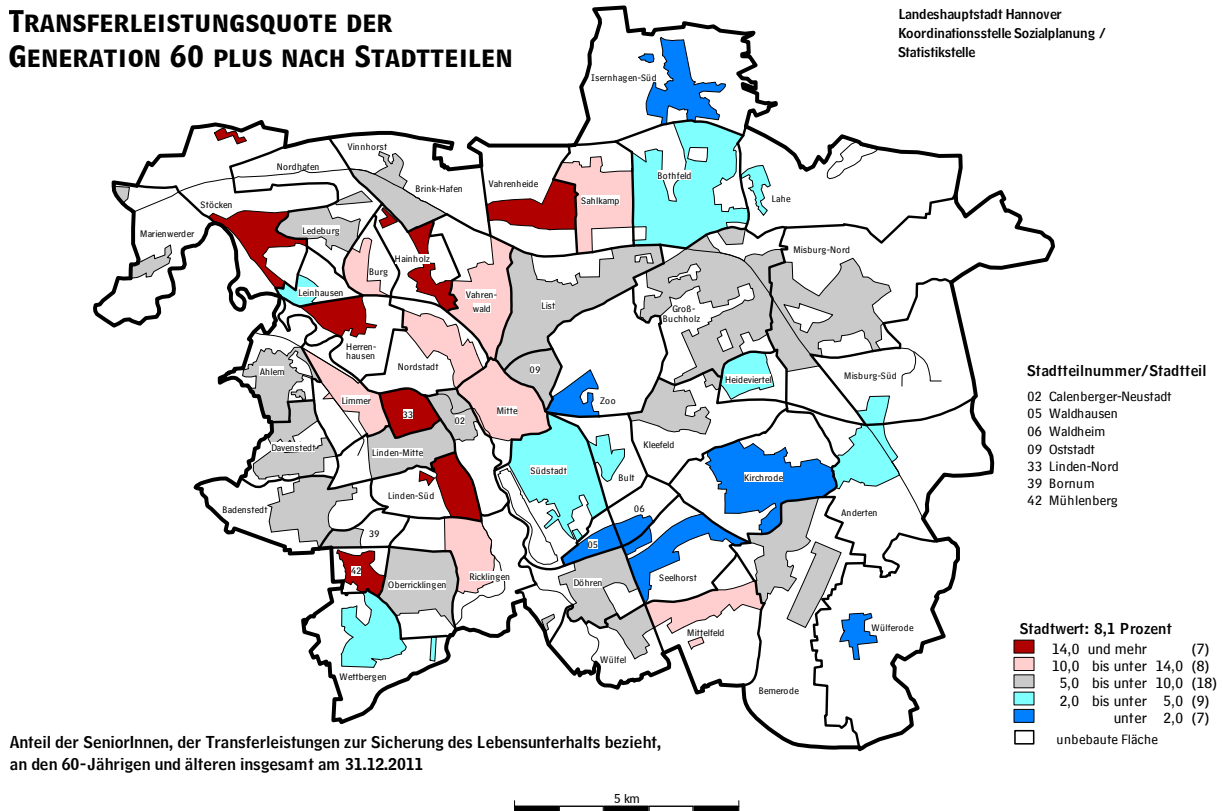 TRANSFERLEISTUNGSQUOTE DER
GENERATION 60 PLUS NACH STADTTEILEN
Landeshauptstadt Hannover
Koordinationsstelle Sozialplanung /
Statistikstelle
Isernhagen-Süd
Vinnhorst
Nordhafen
Brink-Hafen
Vahrenheide
Sahlkamp
Bothfeld
Lahe
Stöcken
Marienwerder
Ledeburg
Hainholz
Burg
Leinhausen
Vahren-
wald
List
Groß-
Buchholz
Misburg-Nord
Herren-
hausen
Nordstadt
Ahlem
Limmer
33
02
Mitte
09
Zoo
Heideviertel
Misburg-Süd
Davenstedt
Linden-Mitte
Kleefeld
Südstadt
Bult
Kirchrode
Badenstedt
Linden-Süd
39
05
06
Anderten
42
Oberricklingen
Ricklingen
Döhren
Seelhorst
Mittelfeld
Wülferode
Wettbergen
Wülfel
Bemerode
Stadtteilnummer/Stadtteil
02 Calenberger-Neustadt
05 Waldhausen
06 Waldheim
09 Oststadt
33 Linden-Nord
39 Bornum
42 Mühlenberg
Stadtwert: 8,1 Prozent
14,0 und mehr (7)
10,0 bis unter 14,0 (8)
5,0 bis unter 10,0 (18)
2,0 bis unter 5,0 (9)
unter 2,0 (7)
unbebaute Fläche
Anteil der SeniorInnen, der Transferleistungen zur Sicherung des Lebensunterhalts bezieht,
an den 60-Jährigen und älteren insgesamt am 31.12.2011
5 km